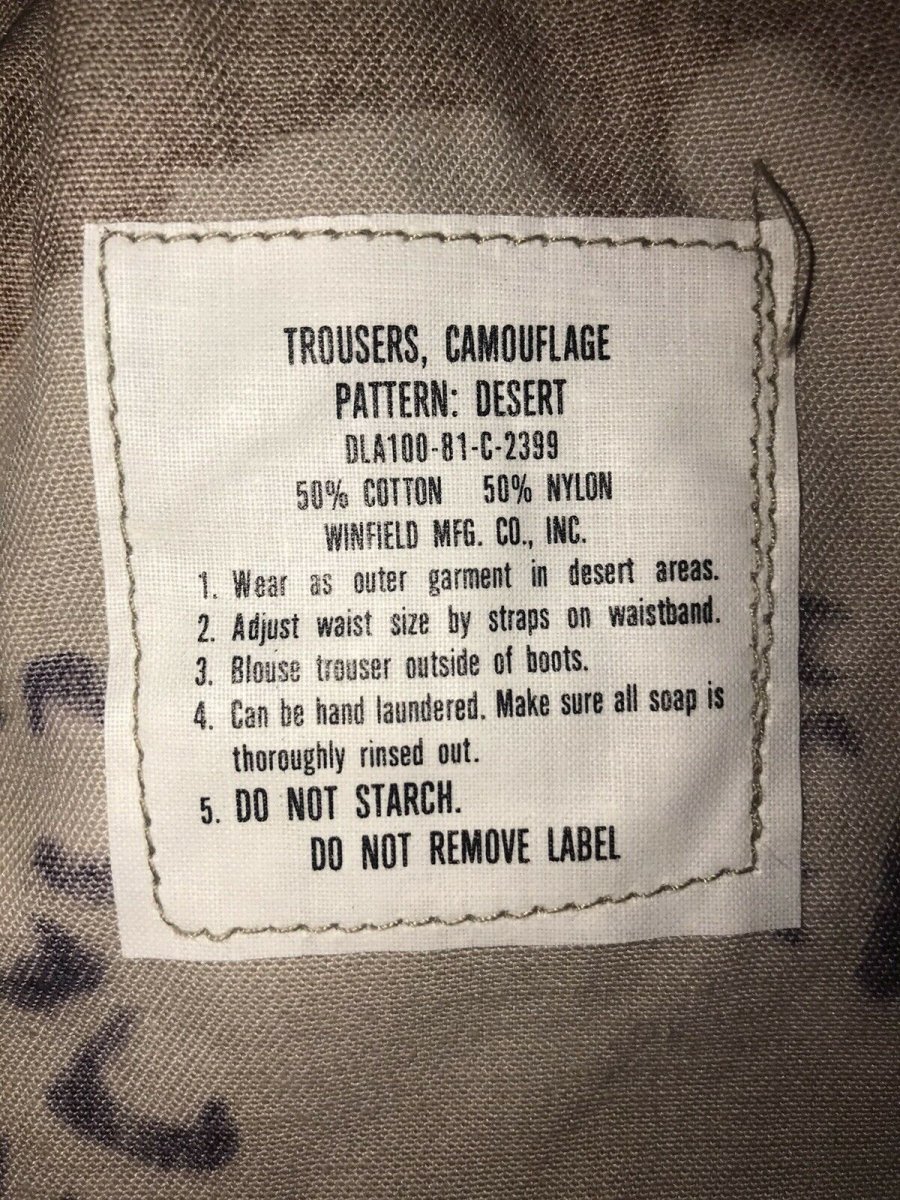 TROUSERS, CAMOUFLAGE
PATTERN: DESERT
DLA100-81-C-2399
50% COTTON 50% NYLON
WINFIELD MFG. CO., INC.
1. Wear as outer garment in desert areas.
2. Adjust waist size by straps on waistband.
3. Blouse trouser outside of boots.
4. Can be hand laundered. Make sure all soap is
thoroughly rinsed out.
5. DO NOT STARCH.
DO NOT REMOVE LABEL